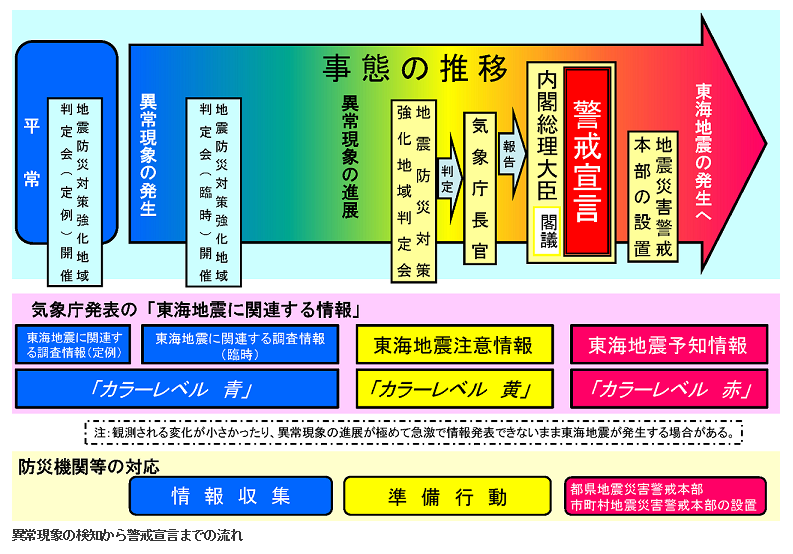 事態の推移
平常
地震防災対策強化地域
判定会(定例)開催
異常現象の発生
地震防災対策強化地域
判定会(臨時)開催
異常現象の進展
地震防災対策
強化地域判定会
判定
気象庁長官
報告
内閣総理大臣
閣議
警戒宣言
地震災害警戒
本部の設置
東海地震の発生へ
気象庁発表の「東海地震に関連する情報」
東海地震に関連す
る調査情報(定例)
東海地震に関連する調査情報
(臨時)
東海地震注意情報
東海地震予知情報
「カラーレベル 青」
「カラーレベル 黄」
「カラーレベル 赤」
注:観測される変化が小さかったり、異常現象の進展が極めて急激で情報発表できないまま東海地震が発生する場合がある。
防災機関等の対応
情報収集
準備行動
都県地震災害警戒本部
市町村地震災害警戒本部の設置
異常現象の検知から警戒宣言までの流れ